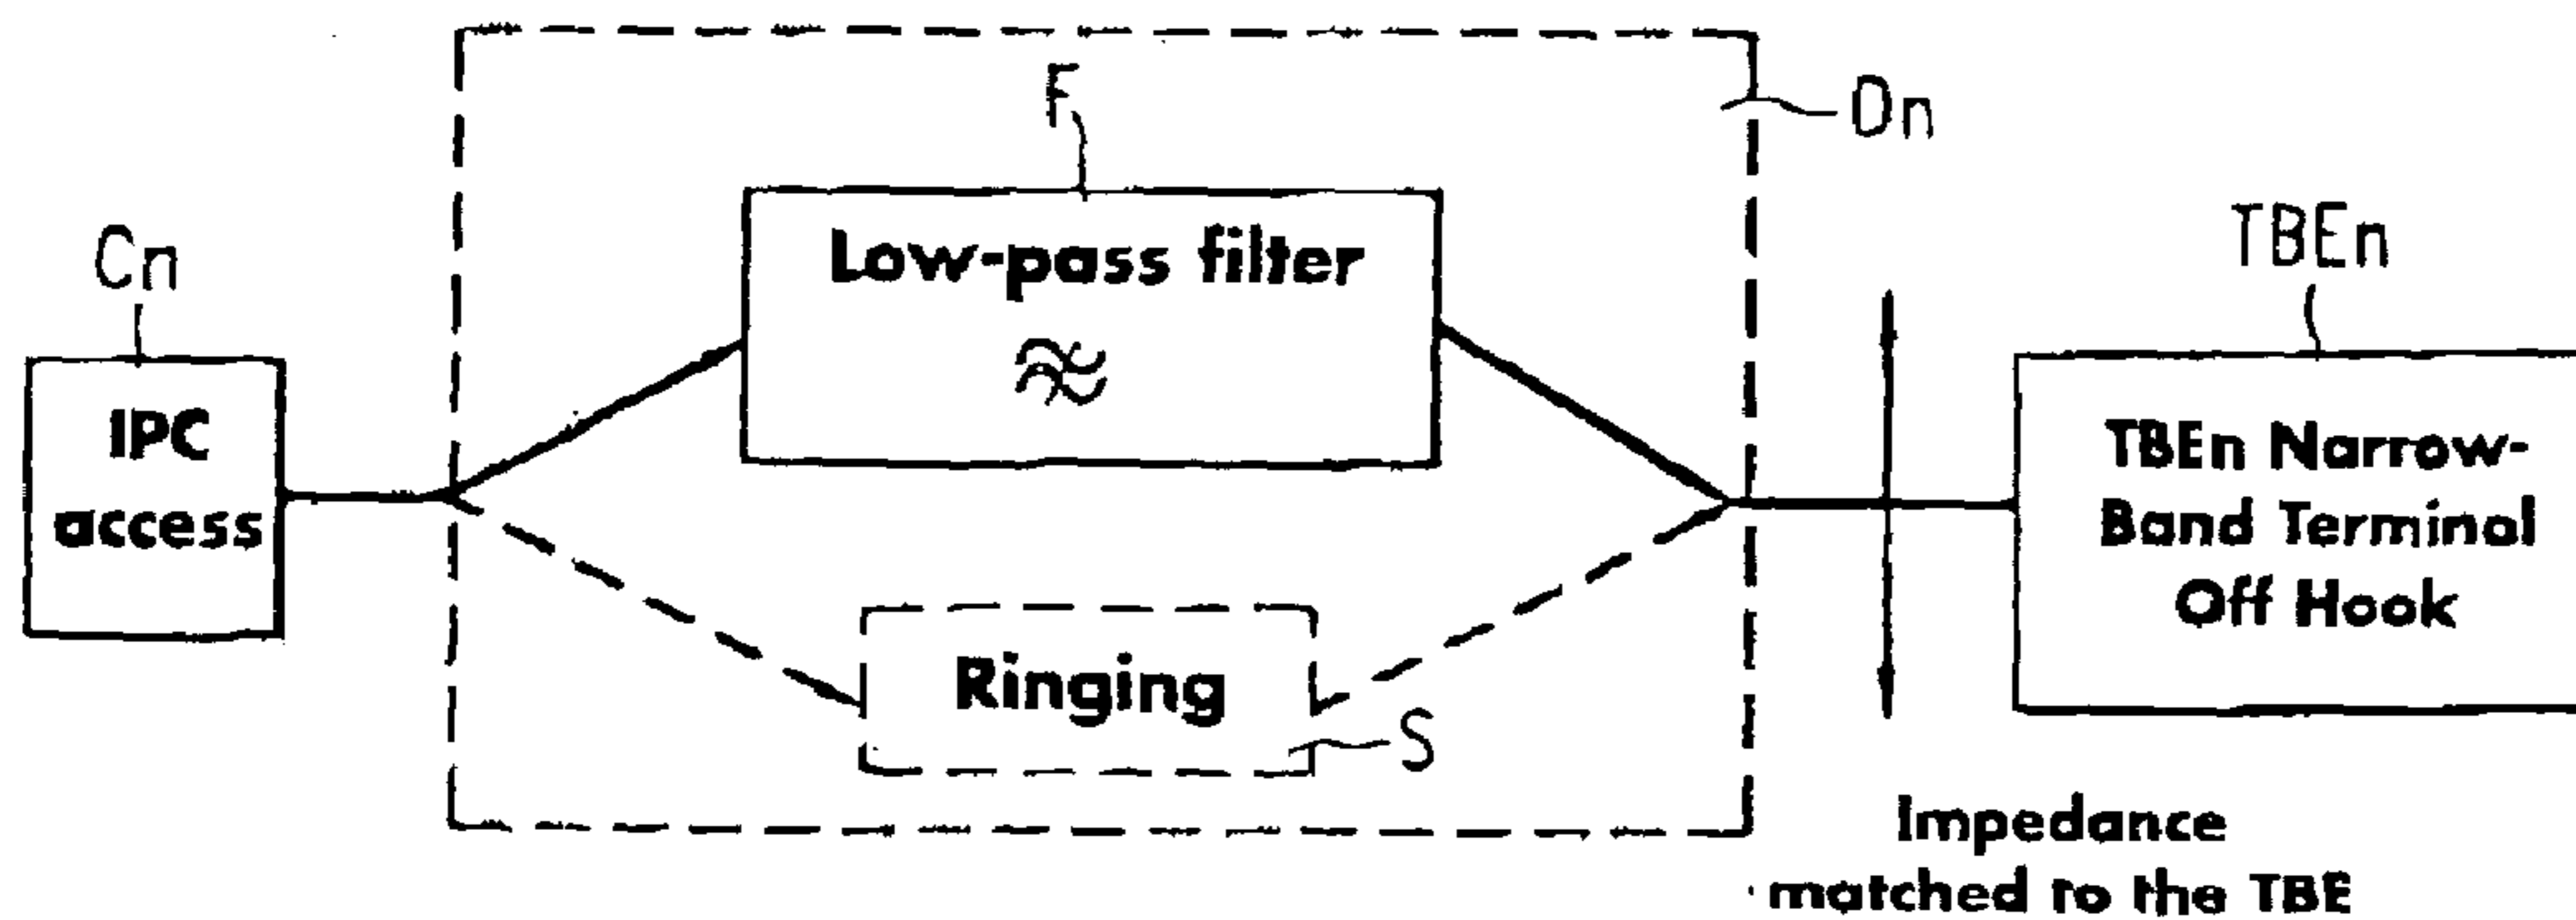 F
Dn
Cn
Low-pass filter
TBEn
IPC
access
TBEn Narrow-
Band Terminal
Off Hook
Ringing
S
Impedance
matched to the TBE